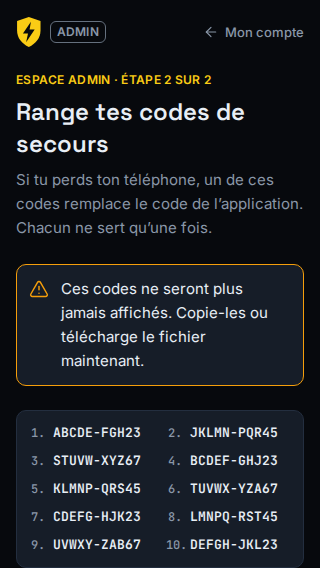 ADMIN
← Mon compte
ESPACE ADMIN · ÉTAPE 2 SUR 2
Range tes codes de
secours
Si tu perds ton téléphone, un de ces
codes remplace le code de l’application.
Chacun ne sert qu’une fois.
Ces codes ne seront plus
jamais affichés. Copie-les ou
télécharge le fichier
maintenant.
1. ABCDE-FGH23 2. JKLMN-PQR45
3. STUVW-XYZ67 4. BCDEF-GHJ23
5. KLMNP-QRS45 6. TUVWX-YZA67
7. CDEFG-HJK23 8. LMNPQ-RST45
9. UVWXY-ZAB67 10. DEFGH-JKL23